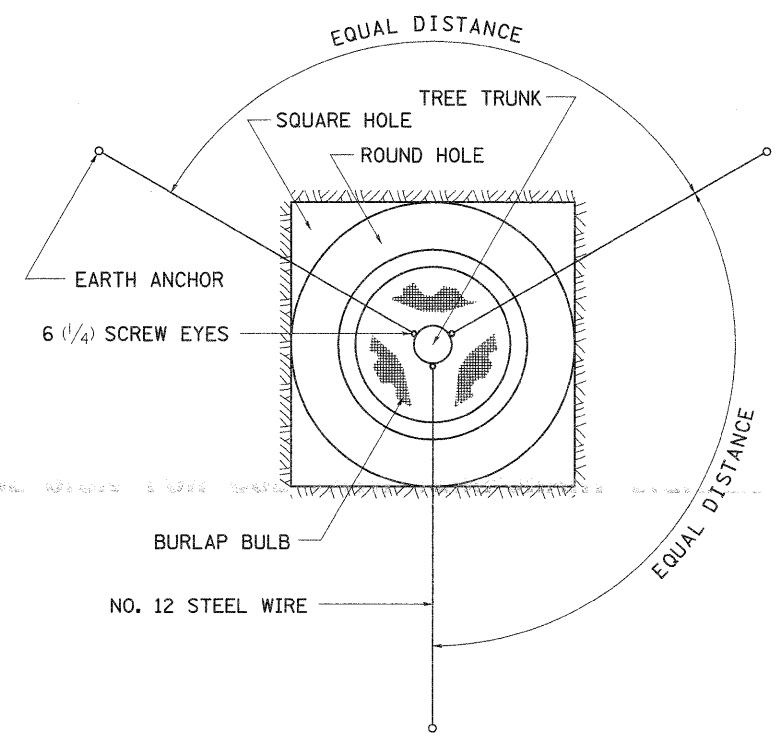 EQUAL DISTANCE
TREE TRUNK
SQUARE HOLE
ROUND HOLE
EARTH ANCHOR
6 (1/4) SCREW EYES
EQUAL DISTANCE
BURLAP BULB
NO. 12 STEEL WIRE